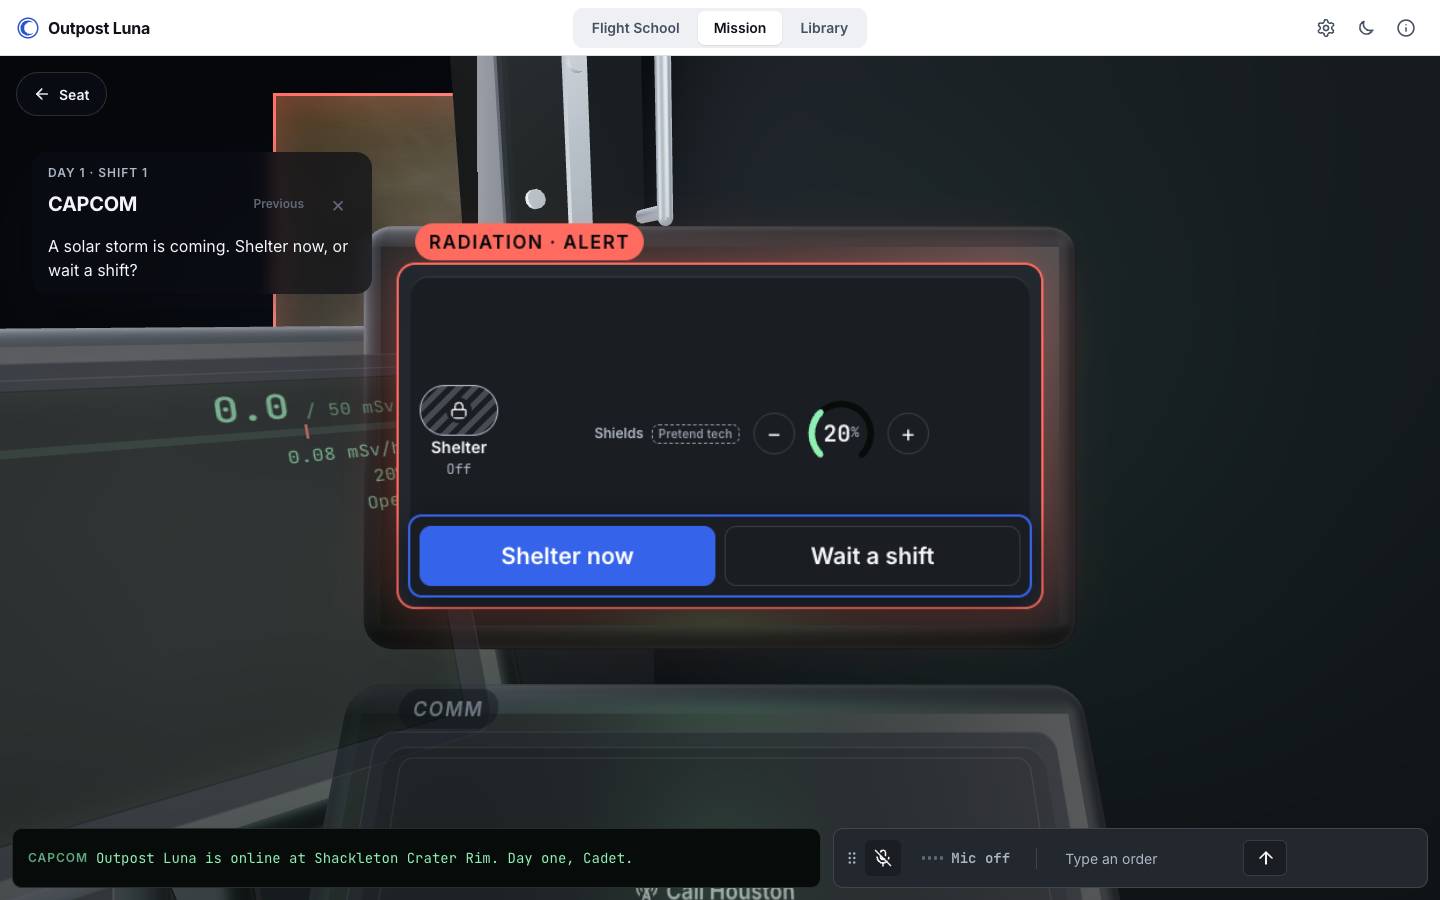 Outpost Luna
Flight School
Mission
Library
Seat
DAY 1 · SHIFT 1
CAPCOM
Previous
A solar storm is coming. Shelter now, or
wait a shift?
RADIATION · ALERT
0.0 / 50 mSv
0.08 mSv/h
20
Ope
Shelter
Off
Shields
Pretend tech
20%
Shelter now
Wait a shift
COMM
CAPCOM Outpost Luna is online at Shackleton Crater Rim. Day one, Cadet.
Mic off
Type an order
Call Houston